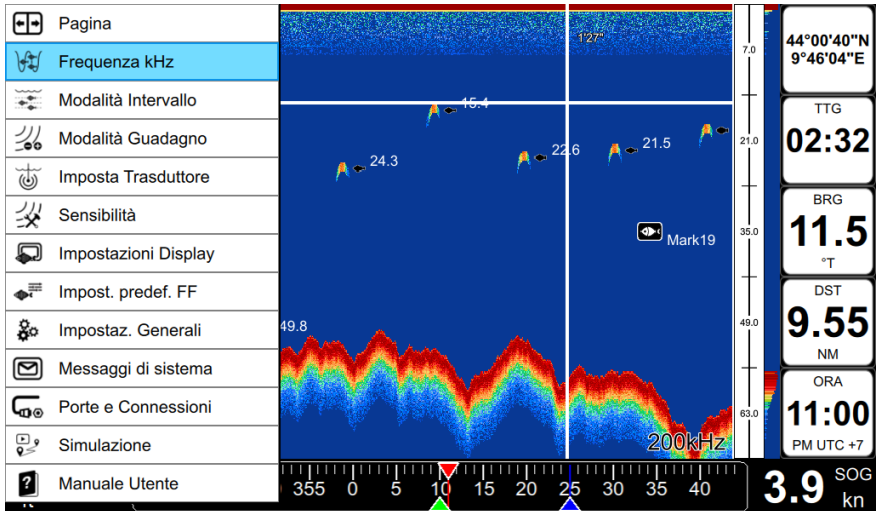 Pagina
Frequenza kHz
Modalità Intervallo
Modalità Guadagno
Imposta Trasduttore
Sensibilità
Impostazioni Display
Impost. predef. FF
Impostaz. Generali
Messaggi di sistema
Porte e Connessioni
Simulazione
Manuale Utente
1'27"
15.4
24.3
22.6
21.5
Mark19
49.8
200kHz
7.0
21.0
35.0
49.0
63.0
44°00'40"N
9°46'04"E
TTG
02:32
BRG
11.5
°T
DST
9.55
NM
ORA
11:00
PM UTC +7
355 0 5 10 15 20 25 30 35 40
3.9 SOG
kn